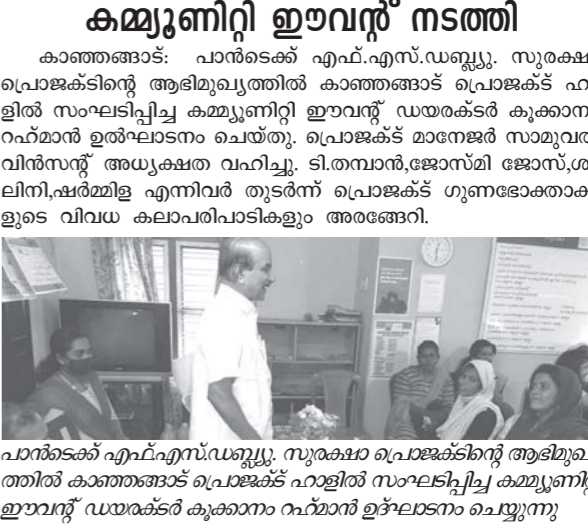 കമ്മ്യൂണിറ്റി ഈവന്റ് നടത്തി
കാഞ്ഞങ്ങാട്: പാൻടെക്ക് എഫ്.എസ്.ഡബ്ല്യു. സുരക്ഷ
പ്രൊജക്ടിന്റെ ആഭിമുഖ്യത്തിൽ കാഞ്ഞങ്ങാട് പ്രൊജക്ട് ഹ
ളിൽ സംഘടിപ്പിച്ച കമ്മ്യൂണിറ്റി ഈവന്റ് ഡയരക്ടർ കൂക്കാന
റഹ്‌മാൻ ഉൽഘാടനം ചെയ്തു. പ്രൊജക്ട് മാനേജർ സാമുവ
വിൻസന്റ് അധ്യക്ഷത വഹിച്ചു. ടി.തമ്പാൻ,ജോസ്മി ജോസ്,ശ
ലിനി,ഷർമ്മിള എന്നിവർ തുടർന്ന് പ്രൊജക്ട് ഗുണഭോക്താക
ളുടെ വിവധ കലാപരിപാടികളും അരങ്ങേറി.
പാൻടെക്ക് എഫ്.എസ്.ഡബ്ല്യു. സുരക്ഷാ പ്രൊജക്ടിന്റെ ആഭിമുഖ
ത്തിൽ കാഞ്ഞങ്ങാട് പ്രൊജക്ട് ഹാളിൽ സംഘടിപ്പിച്ച കമ്മ്യൂണി
ഈവന്റ് ഡയരക്ടർ കൂക്കാനം റഹ്‌മാൻ ഉദ്ഘാടനം ചെയ്യുന്നു